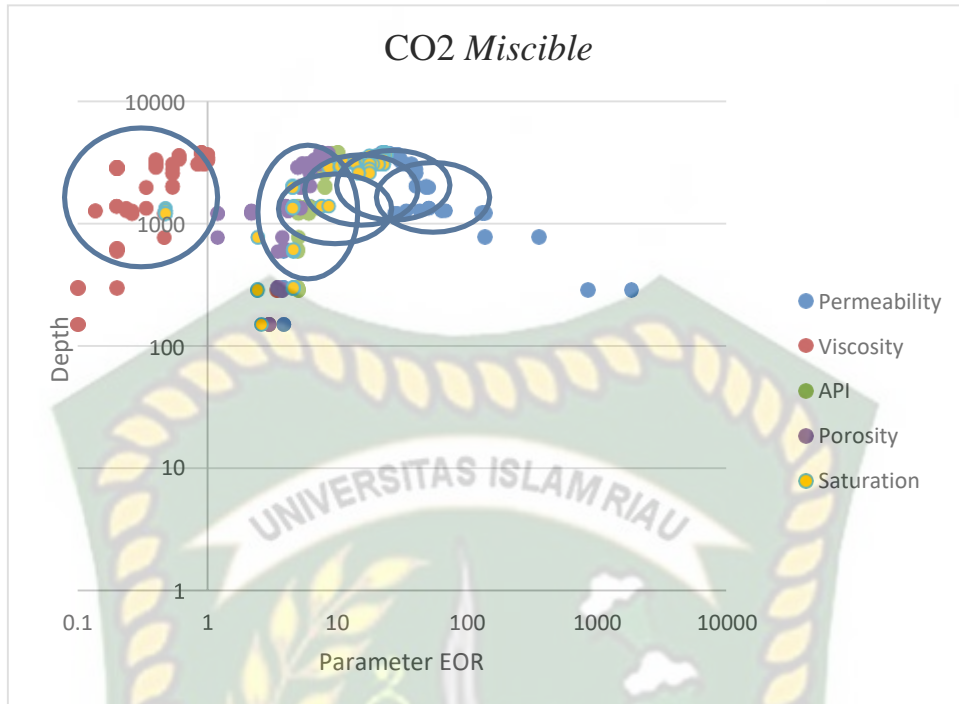 CO2 Miscible
10000
1000
100
10
1
Depth
0.1 1 10 100 1000 10000
Parameter EOR
Permeability
Viscosity
API
Porosity
Saturation
UNIVERSITAS ISLAM RIAU